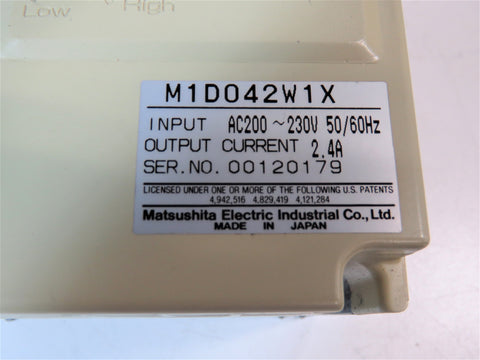 Low High
M1D042W1X
INPUT AC200 ~ 230V 50/60Hz
OUTPUT CURRENT 2.4A
SER.NO. 00120179
LICENSED UNDER ONE OR MORE OF THE FOLLOWING U.S. PATENTS
4,942,516 4,829,419 4,121,284
Matsushita Electric Industrial Co., Ltd.
MADE IN JAPAN